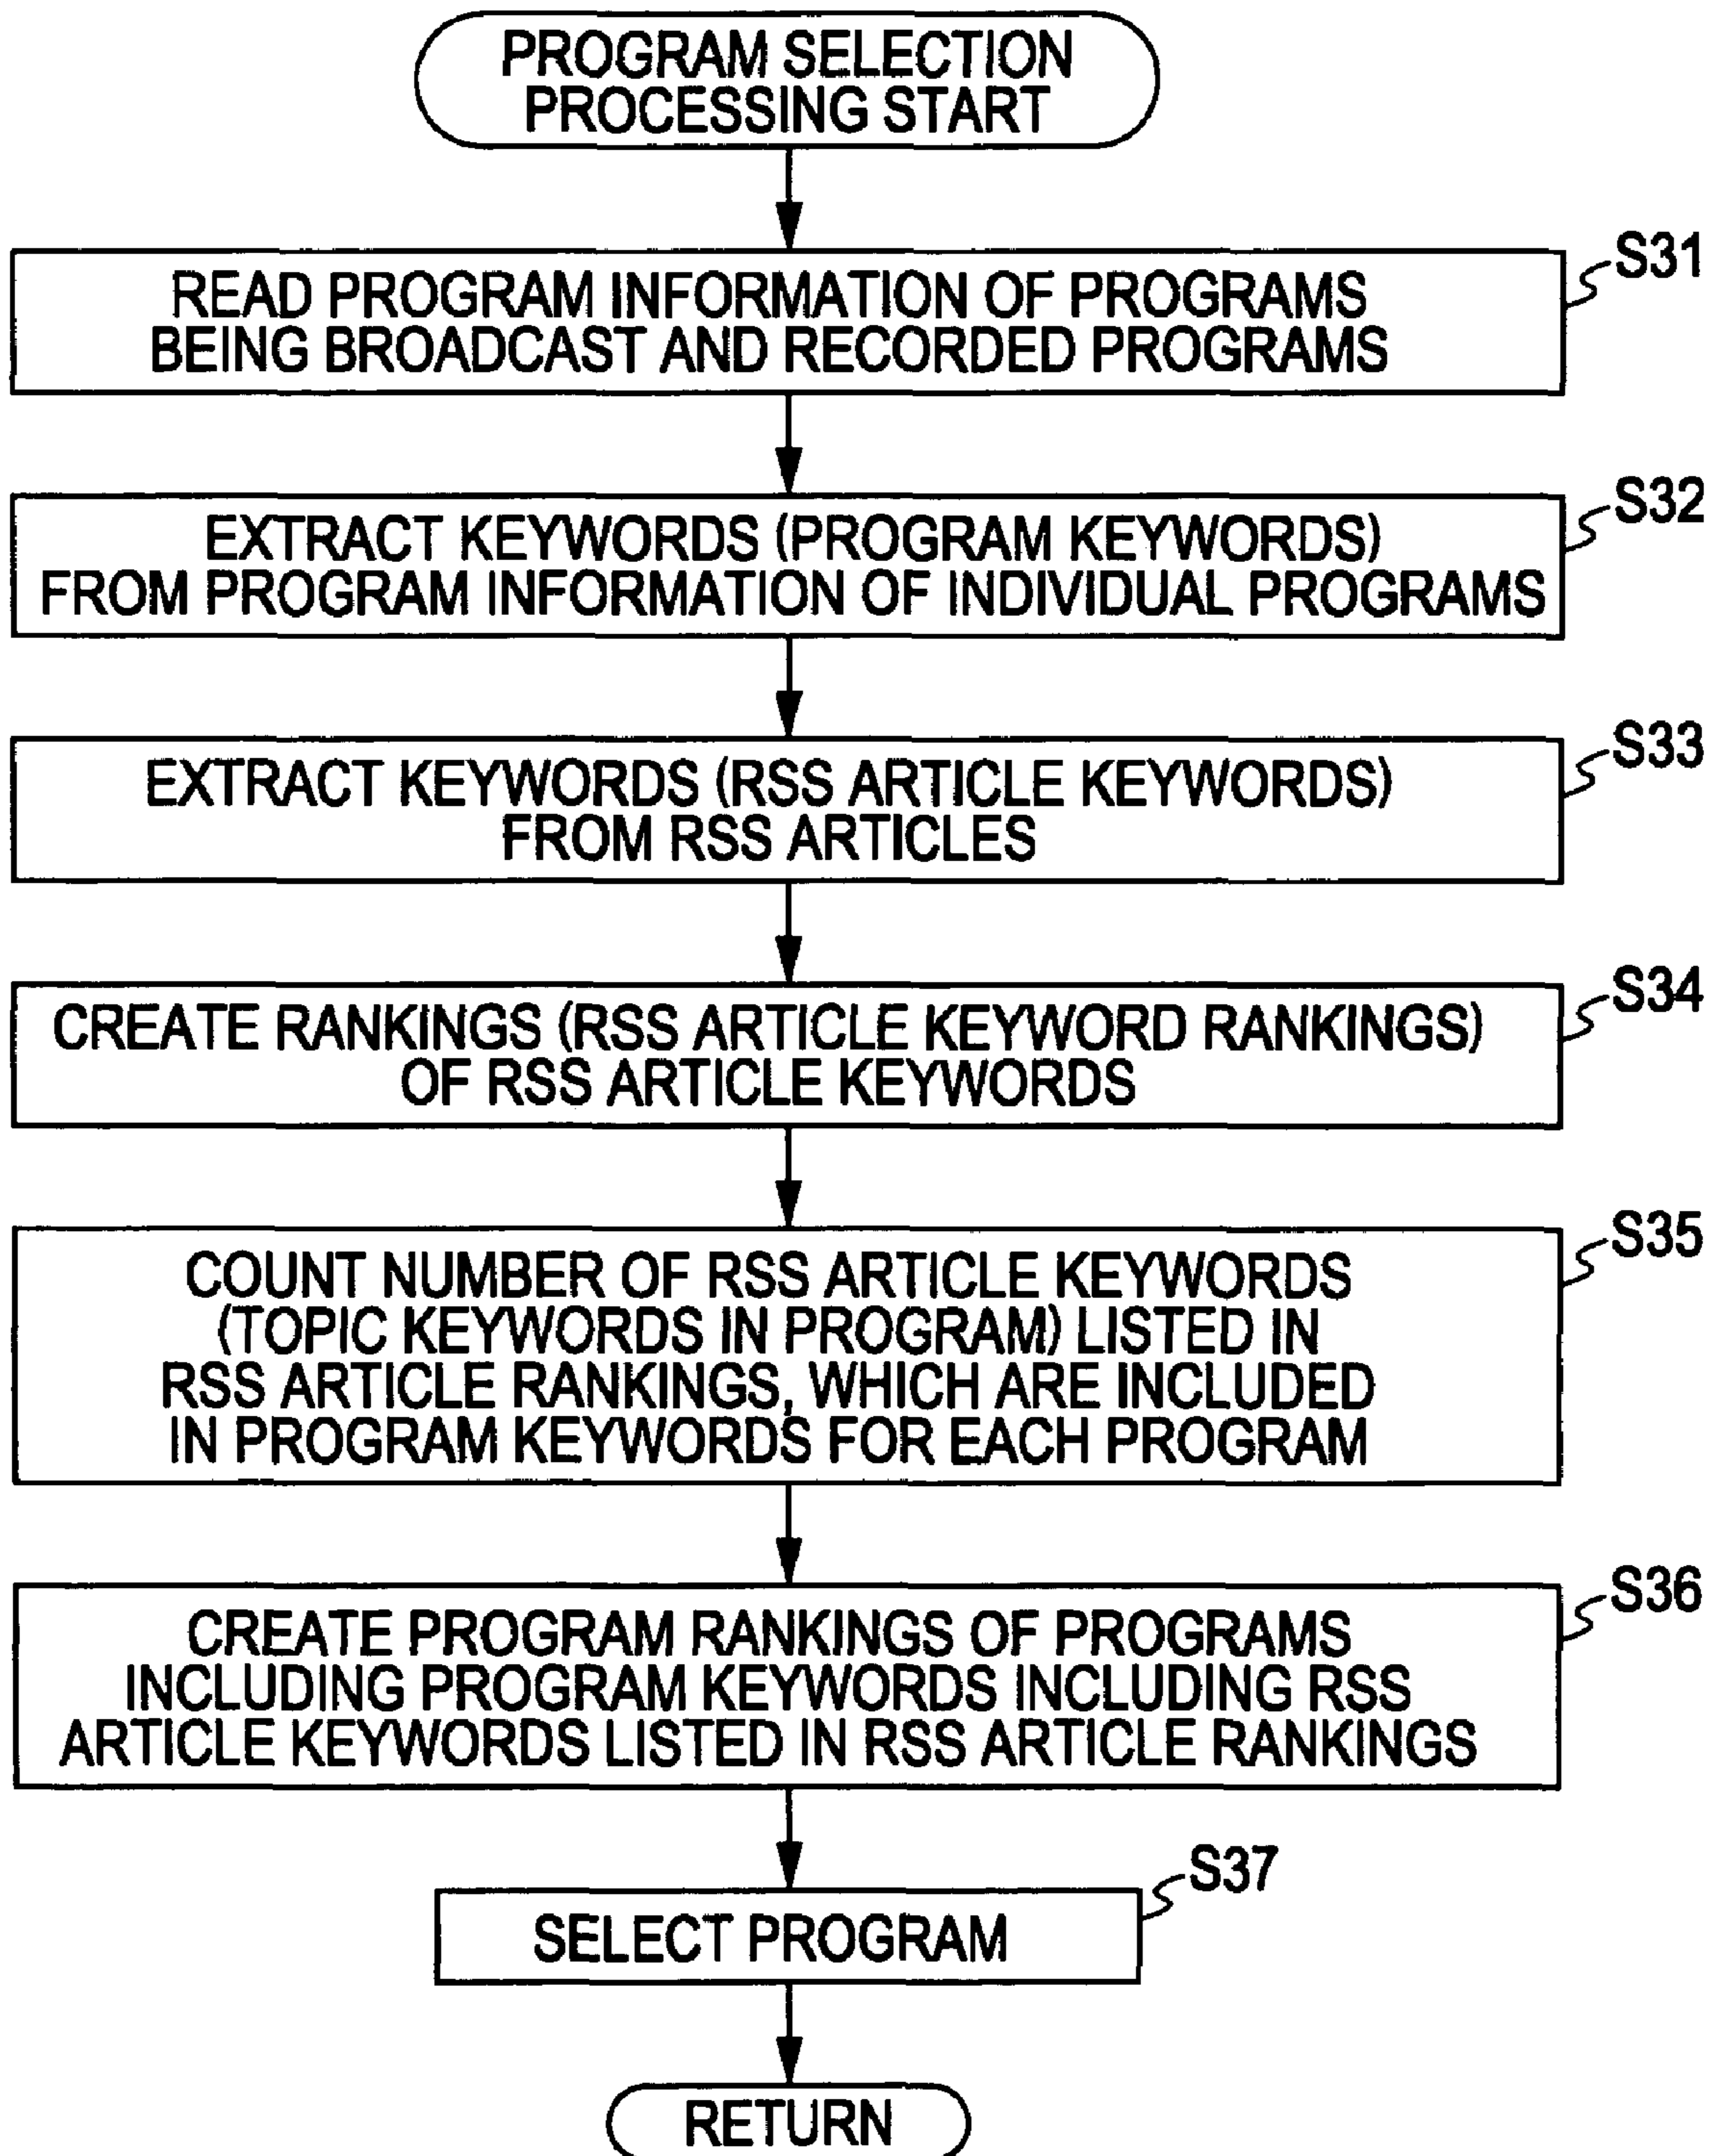 PROGRAM SELECTION
PROCESSING START
S31
READ PROGRAM INFORMATION OF PROGRAMS
BEING BROADCAST AND RECORDED PROGRAMS
S32
EXTRACT KEYWORDS (PROGRAM KEYWORDS)
FROM PROGRAM INFORMATION OF INDIVIDUAL PROGRAMS
S33
EXTRACT KEYWORDS (RSS ARTICLE KEYWORDS)
FROM RSS ARTICLES
S34
CREATE RANKINGS (RSS ARTICLE KEYWORD RANKINGS)
OF RSS ARTICLE KEYWORDS
S35
COUNT NUMBER OF RSS ARTICLE KEYWORDS
(TOPIC KEYWORDS IN PROGRAM) LISTED IN
RSS ARTICLE RANKINGS, WHICH ARE INCLUDED
IN PROGRAM KEYWORDS FOR EACH PROGRAM
S36
CREATE PROGRAM RANKINGS OF PROGRAMS
INCLUDING PROGRAM KEYWORDS INCLUDING RSS
ARTICLE KEYWORDS LISTED IN RSS ARTICLE RANKINGS
S37
SELECT PROGRAM
RETURN